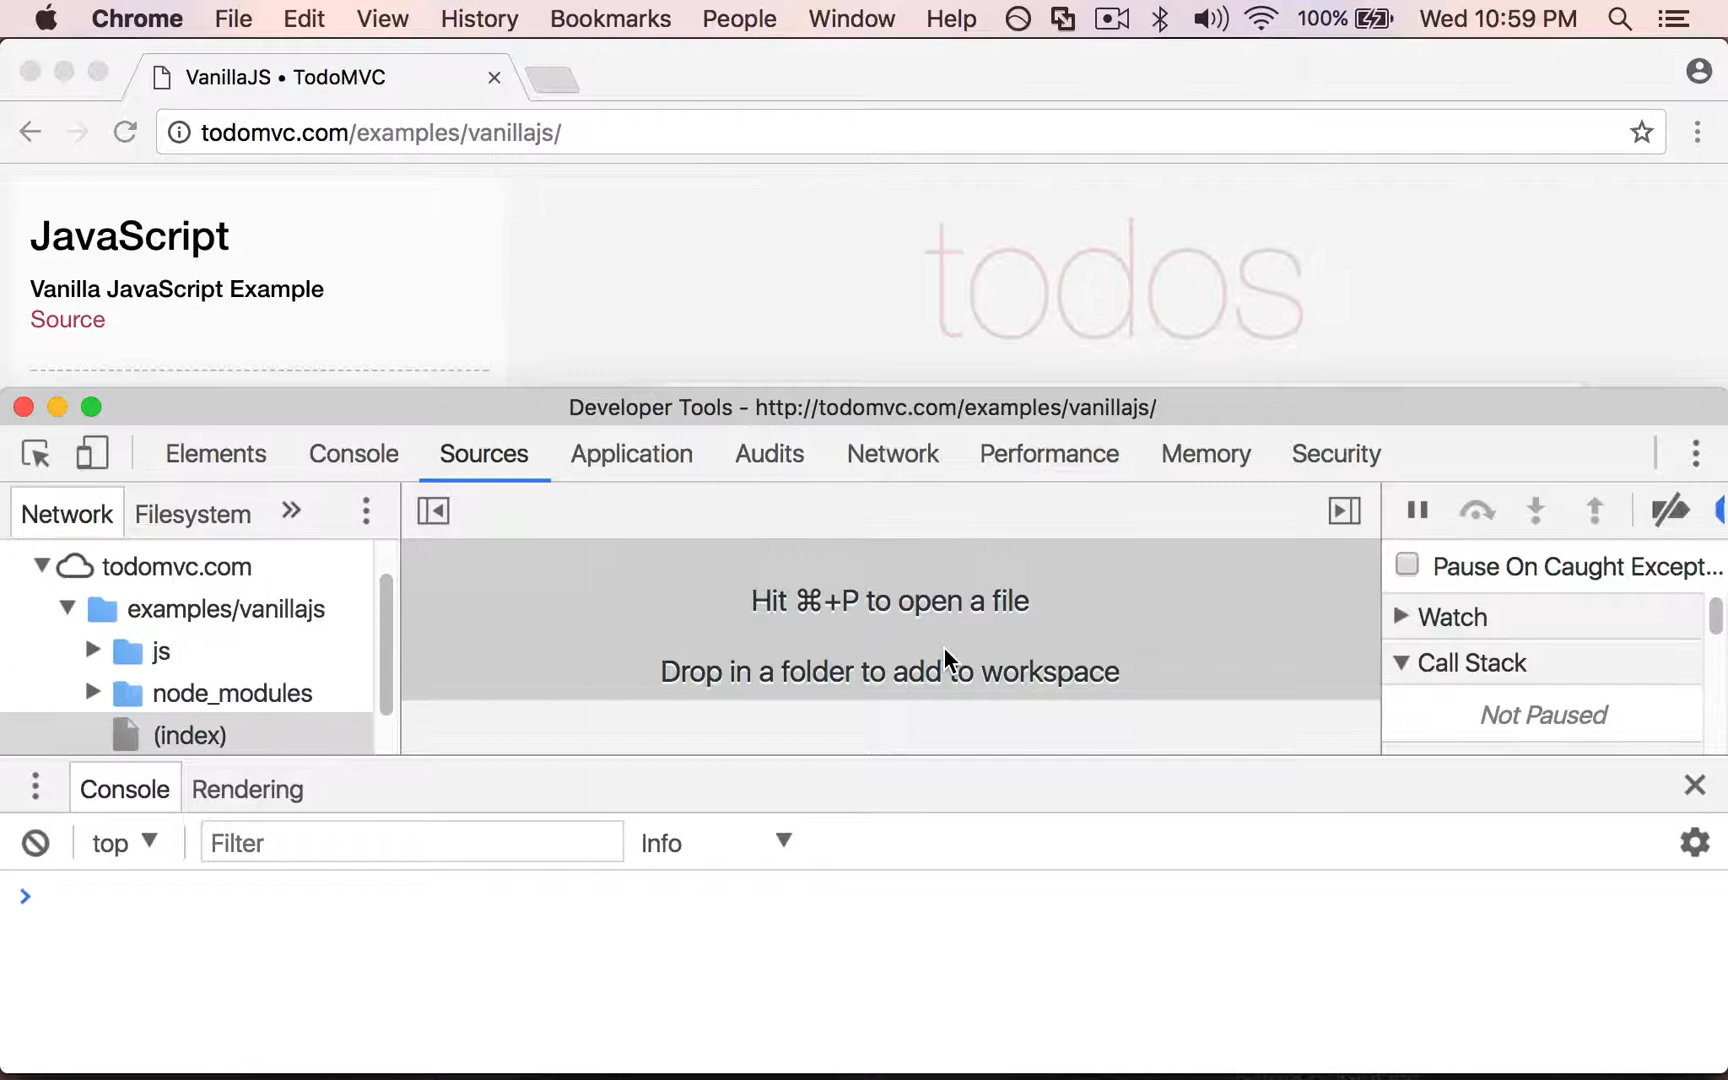 Chrome File Edit View History Bookmarks People Window Help 100% Wed 10:59 PM
VanillaJS • TodoMVC
todomvc.com/examples/vanillajs/
JavaScript
todos
Vanilla JavaScript Example
Source
Developer Tools - http://todomvc.com/examples/vanillajs/
Elements Console Sources Application Audits Network Performance Memory Security
Network Filesystem »
todomvc.com
examples/vanillajs
js
node_modules
(index)
Hit ⌘+P to open a file
Drop in a folder to add to workspace
Pause On Caught Except...
Watch
Call Stack
Not Paused
Console Rendering
top Filter Info